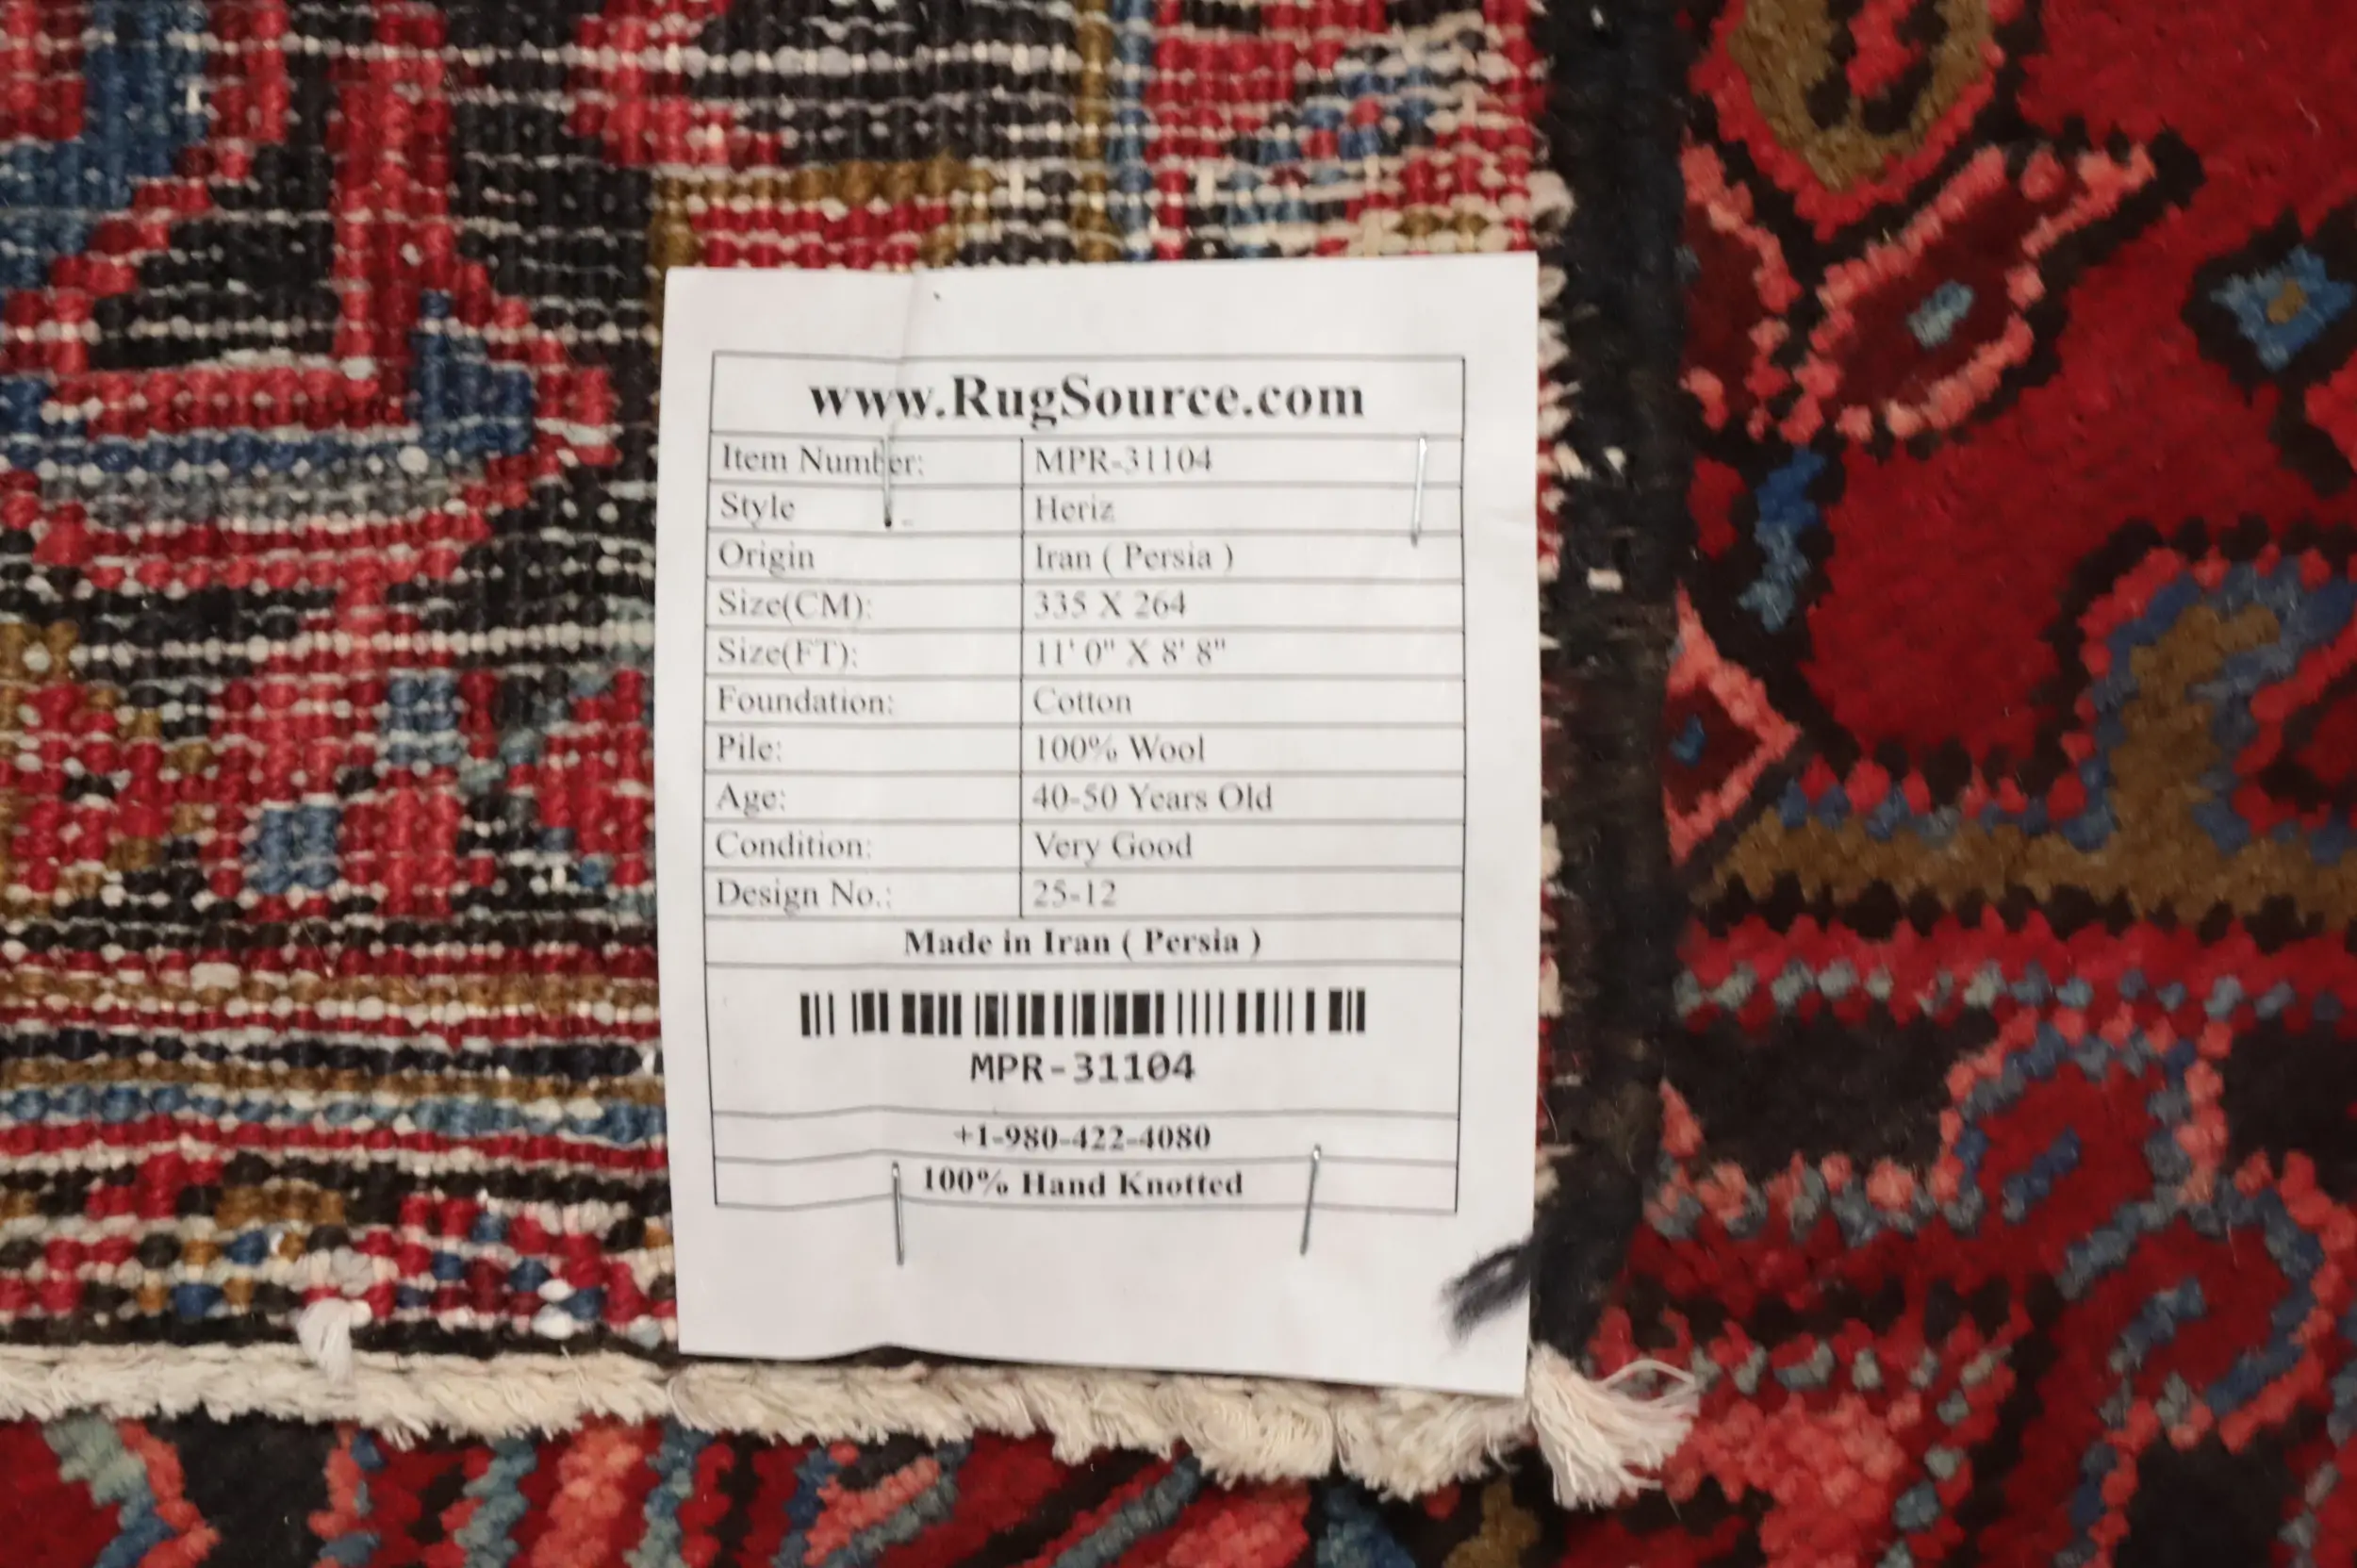 www.RugSource.com
Item Number: MPR-31104
Style Heriz
Origin Iran ( Persia )
Size(CM): 335 X 264
Size(FT): 11' 0" X 8' 8"
Foundation: Cotton
Pile: 100% Wool
Age: 40-50 Years Old
Condition: Very Good
Design No.: 25-12
Made in Iran ( Persia )
MPR-31104
+1-980-422-4080
100% Hand Knotted